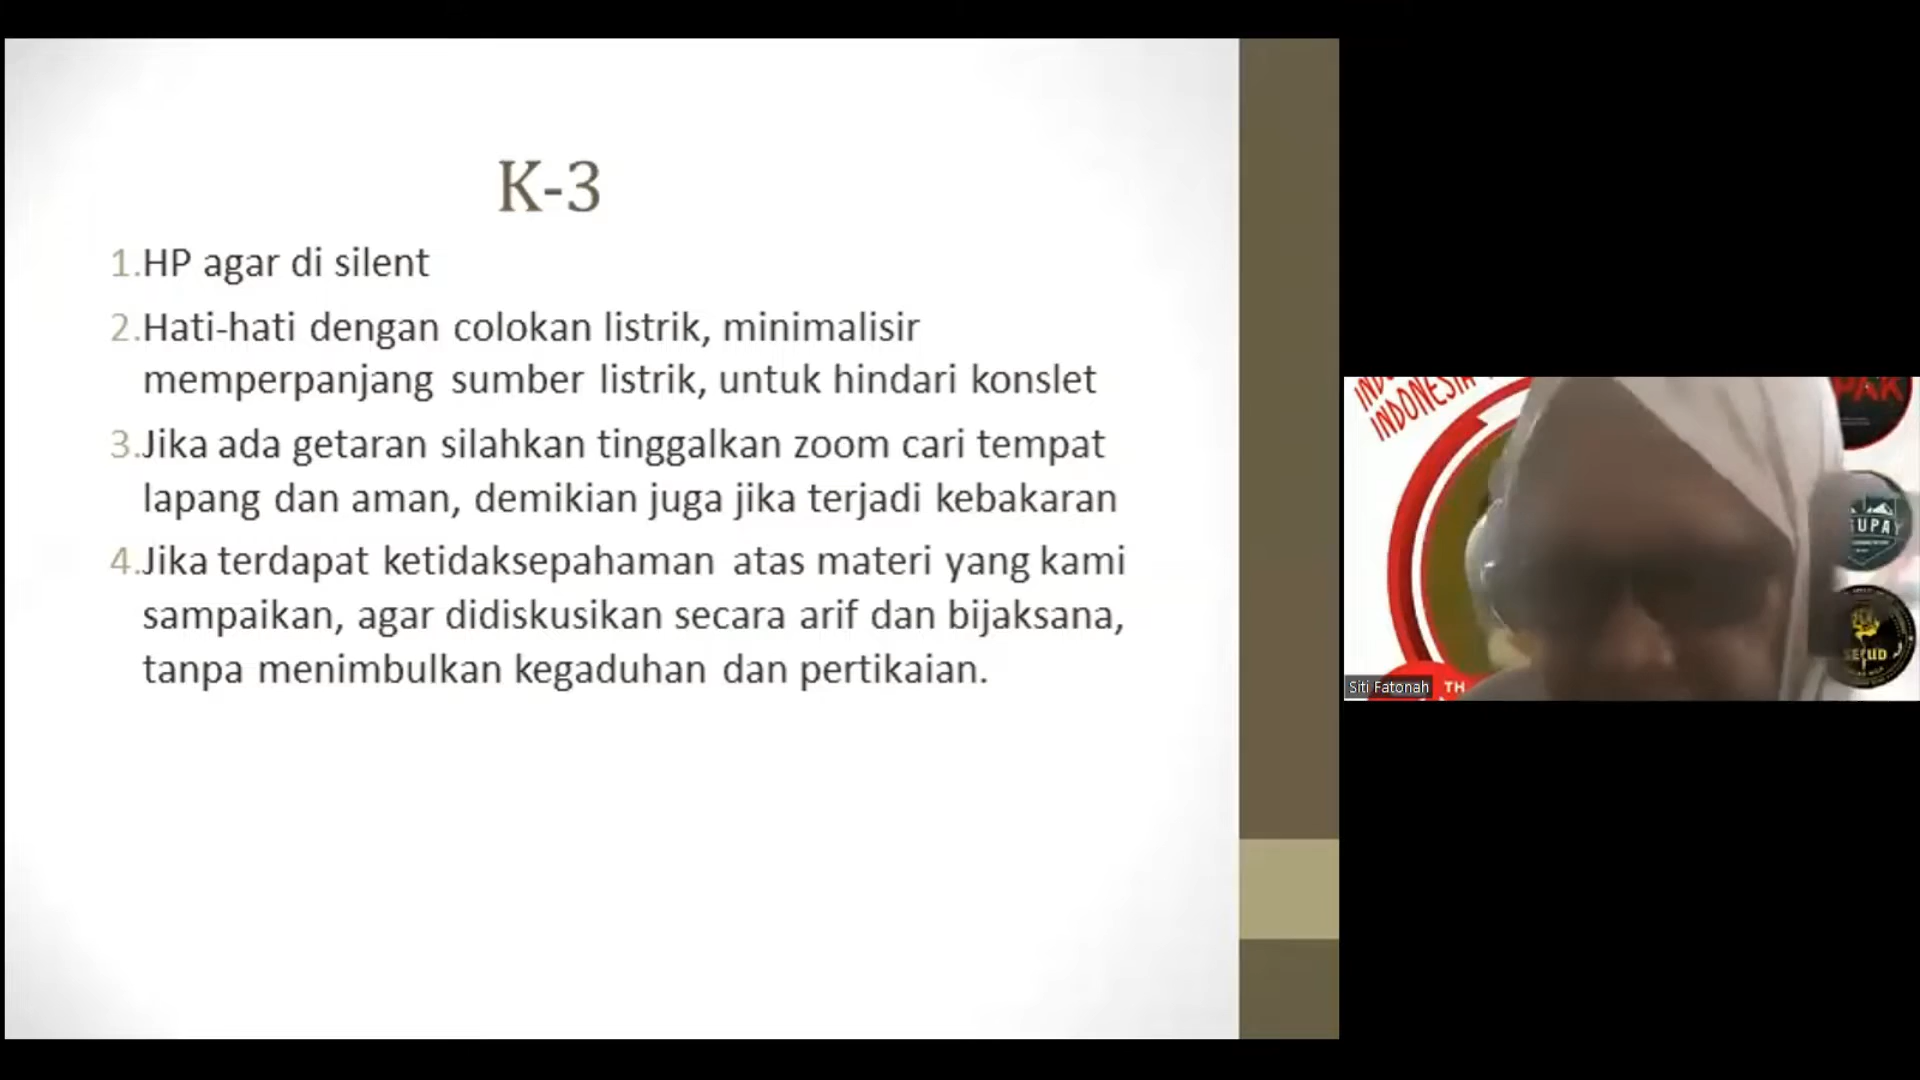 K-3
1.HP agar di silent
2.Hati-hati dengan colokan listrik, minimalisir
memperpanjang sumber listrik, untuk hindari konslet
3.Jika ada getaran silahkan tinggalkan zoom cari tempat
lapang dan aman, demikian juga jika terjadi kebakaran
4.Jika terdapat ketidaksepahaman atas materi yang kami
sampaikan, agar didiskusikan secara arif dan bijaksana,
tanpa menimbulkan kegaduhan dan pertikaian.
INDONESIA
PAK
UPAY
Siti Fatonah
TH